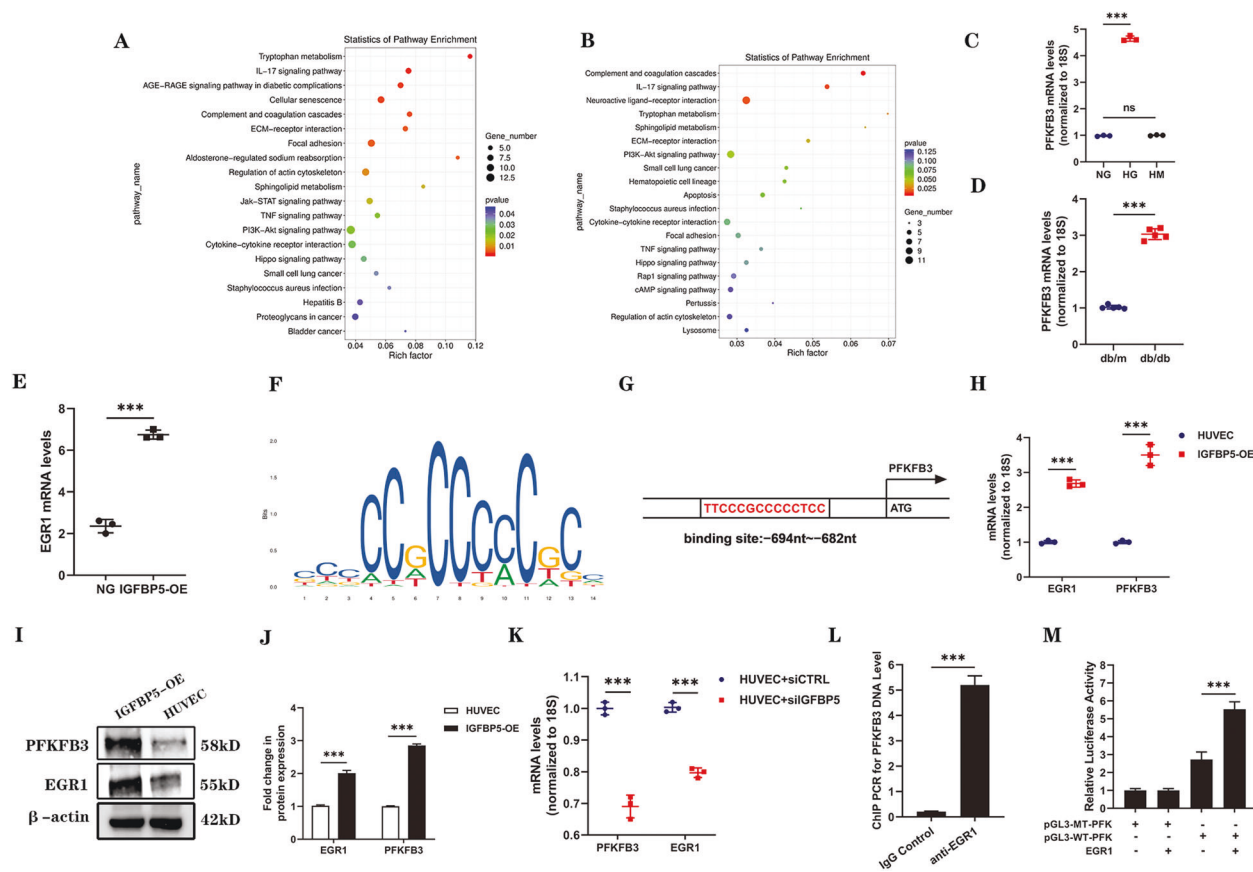 A
Statistics of Pathway Enrichment
pathway_name
Tryptophan metabolism
IL−17 signaling pathway
AGE−RAGE signaling pathway in diabetic complications
Cellular senescence
Complement and coagulation cascades
ECM−receptor interaction
Focal adhesion
Aldosterone−regulated sodium reabsorption
Regulation of actin cytoskeleton
Sphingolipid metabolism
Jak−STAT signaling pathway
TNF signaling pathway
PI3K−Akt signaling pathway
Cytokine−cytokine receptor interaction
Hippo signaling pathway
Small cell lung cancer
Staphylococcus aureus infection
Hepatitis B
Proteoglycans in cancer
Bladder cancer
0.04 0.06 0.08 0.10 0.12
Rich factor
Gene_number
5.0
7.5
10.0
12.5
pvalue
0.04
0.03
0.02
0.01
B
Statistics of Pathway Enrichment
pathway_name
Complement and coagulation cascades
IL−17 signaling pathway
Neuroactive ligand−receptor interaction
Tryptophan metabolism
Sphingolipid metabolism
ECM−receptor interaction
PI3K−Akt signaling pathway
Small cell lung cancer
Hematopoietic cell lineage
Apoptosis
Staphylococcus aureus infection
Cytokine−cytokine receptor interaction
Focal adhesion
TNF signaling pathway
Hippo signaling pathway
Rap1 signaling pathway
cAMP signaling pathway
Pertussis
Regulation of actin cytoskeleton
Lysosome
0.03 0.04 0.05 0.06 0.07
Rich factor
pvalue
0.125
0.100
0.075
0.050
0.025
Gene_number
3
5
7
9
11
C
PFKFB3 mRNA levels
(normalized to 18S)
5
4
3
2
1
0
***
ns
NG HG HM
D
PFKFB3 mRNA levels
(normalized to 18S)
4
3
2
1
0
***
db/m db/db
E
EGR1 mRNA levels
8
6
4
2
0
***
NG IGFBP5-OE
F
Bits
2.0
1.5
1.0
0.5
0.0
1 2 3 4 5 6 7 8 9 10 11 12 13 14
G
PFKFB3
TTCCCGCCCCCTCC
ATG
binding site:−694nt~−682nt
H
mRNA levels
(normalized to 18S)
4
3
2
1
0
***
***
EGR1 PFKFB3
HUVEC
IGFBP5-OE
I
IGFBP5-OE
HUVEC
PFKFB3 58kD
EGR1 55kD
β-actin 42kD
J
Fold change in
protein expression
4
3
2
1
0
***
***
EGR1 PFKFB3
HUVEC
IGFBP5-OE
K
mRNA levels
(normalized to 18S)
1.1
1.0
0.9
0.8
0.7
0.6
***
***
PFKFB3 EGR1
HUVEC+siCTRL
HUVEC+siIGFBP5
L
ChIP PCR for PFKFB3 DNA Level
6
4
2
0
***
IgG Control
anti-EGR1
M
Relative Luciferase Activity
8
7
6
5
4
3
2
1
0
***
pGL3-MT-PFK + + - -
pGL3-WT-PFK - - + +
EGR1 - + - +